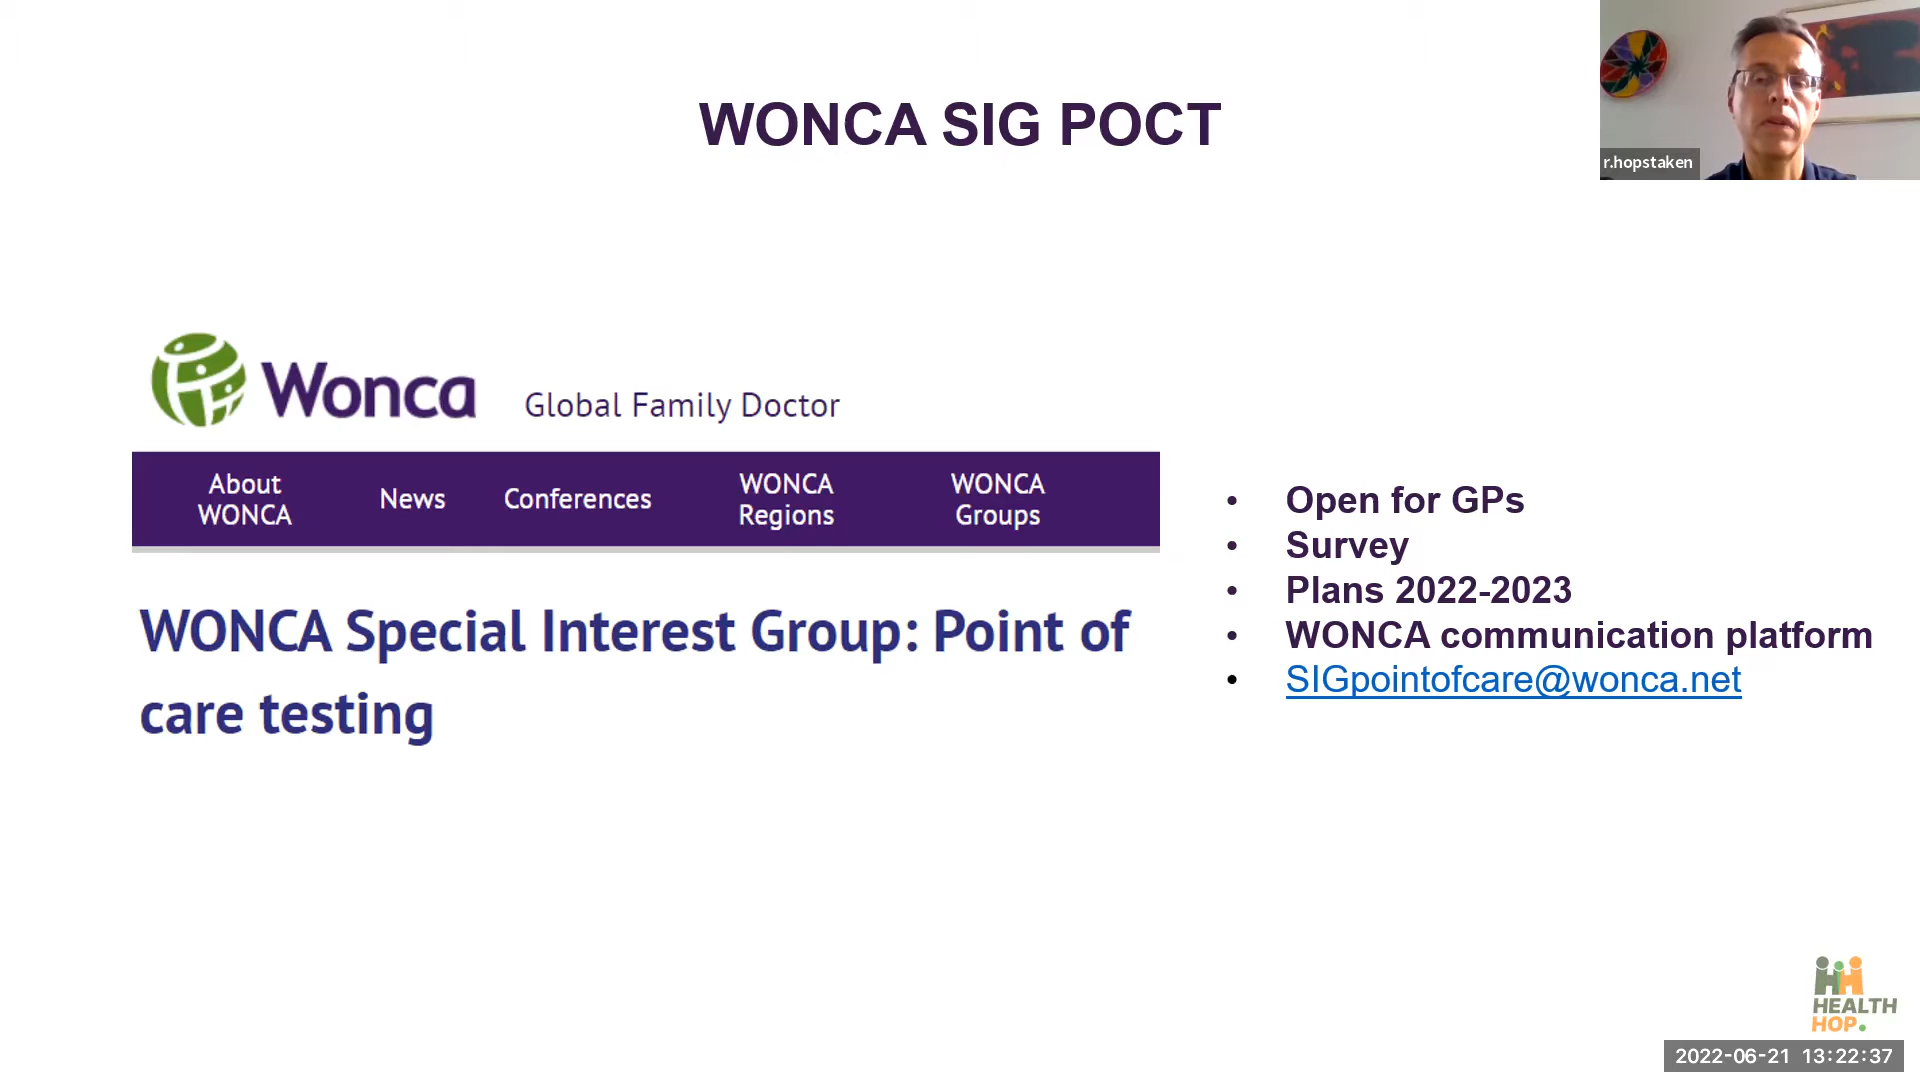 WONCA SIG POCT
r.hopstaken
Wonca Global Family Doctor
About WONCA
News
Conferences
WONCA Regions
WONCA Groups
WONCA Special Interest Group: Point of
care testing
• Open for GPs
• Survey
• Plans 2022-2023
• WONCA communication platform
• SIGpointofcare@wonca.net
HEALTH
HOP.
2022-06-21 13:22:37